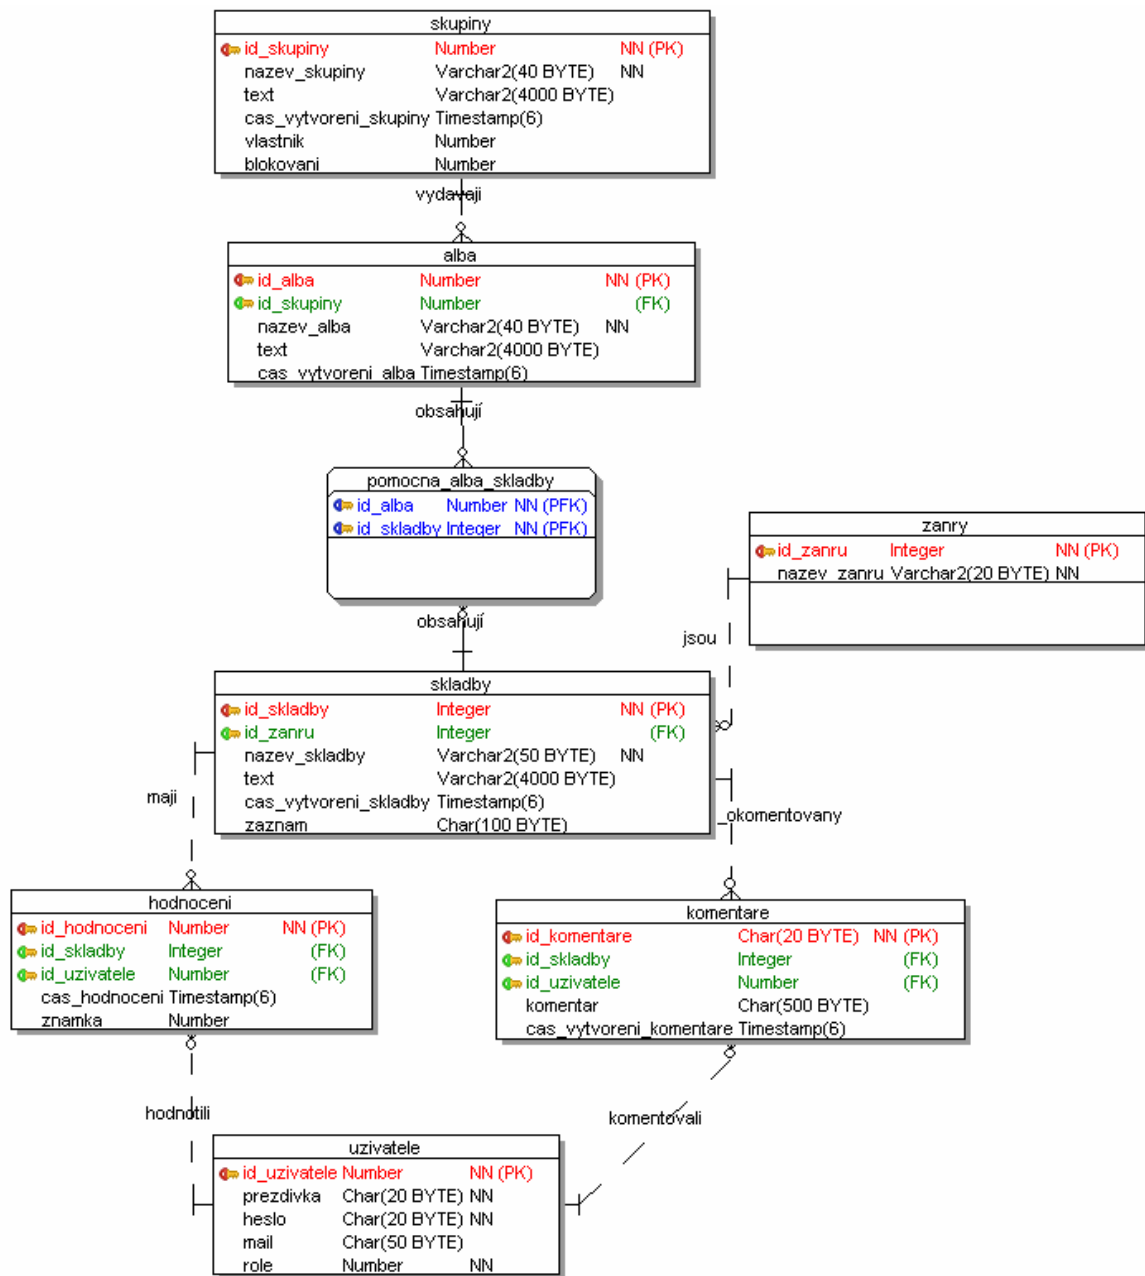 skupiny
id_skupiny Number NN (PK)
nazev_skupiny Varchar2(40 BYTE) NN
text Varchar2(4000 BYTE)
cas_vytvoreni_skupiny Timestamp(6)
vlastnik Number
blokovani Number
vydavaji
alba
id_alba Number NN (PK)
id_skupiny Number (FK)
nazev_alba Varchar2(40 BYTE) NN
text Varchar2(4000 BYTE)
cas_vytvoreni_alba Timestamp(6)
obsahují
pomocna_alba_skladby
id_alba Number NN (PFK)
id_skladby Integer NN (PFK)
zanry
id_zanru Integer NN (PK)
nazev_zanru Varchar2(20 BYTE) NN
obsahují
jsou
skladby
id_skladby Integer NN (PK)
id_zanru Integer (FK)
nazev_skladby Varchar2(50 BYTE) NN
text Varchar2(4000 BYTE)
cas_vytvoreni_skladby Timestamp(6)
zaznam Char(100 BYTE)
maji
_okomentovany
hodnoceni
id_hodnoceni Number NN (PK)
id_skladby Integer (FK)
id_uzivatele Number (FK)
cas_hodnoceni Timestamp(6)
znamka Number
komentare
id_komentare Char(20 BYTE) NN (PK)
id_skladby Integer (FK)
id_uzivatele Number (FK)
komentar Char(500 BYTE)
cas_vytvoreni_komentare Timestamp(6)
hodnotili
komentovali
uzivatele
id_uzivatele Number NN (PK)
prezdivka Char(20 BYTE) NN
heslo Char(20 BYTE) NN
mail Char(50 BYTE)
role Number NN